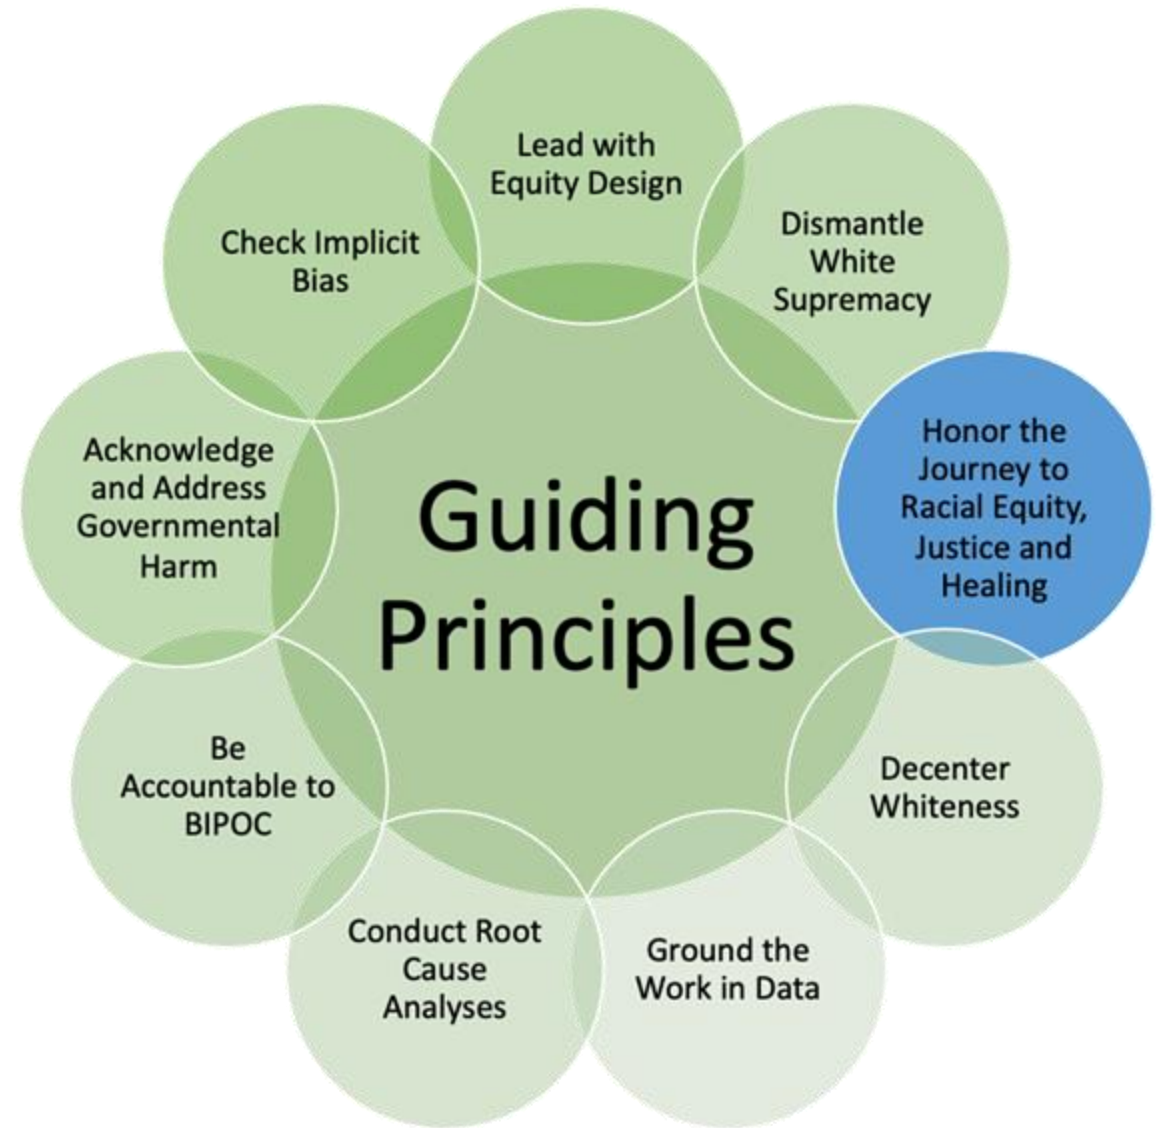 Lead with
Equity Design
Dismantle
White
Supremacy
Honor the
Journey to
Racial Equity,
Justice and
Healing
Decenter
Whiteness
Ground the
Work in Data
Conduct Root
Cause
Analyses
Be
Accountable to
BIPOC
Acknowledge
and Address
Governmental
Harm
Check Implicit
Bias
Guiding
Principles